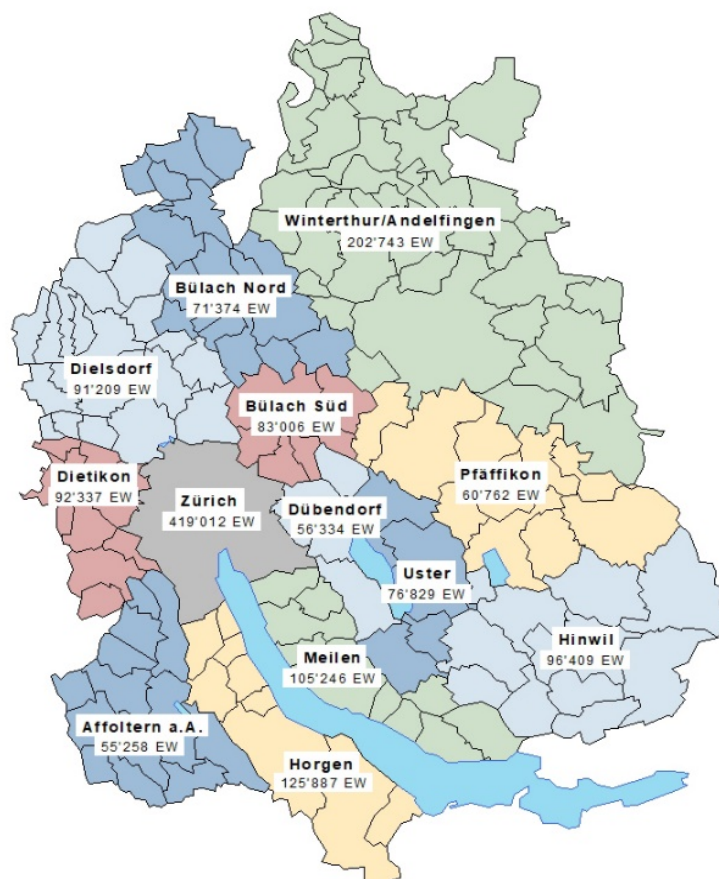 Winterthur/Andelfingen
202'743 EW
Bülach Nord
71'374 EW
Dielsdorf
91'209 EW
Bülach Süd
83'006 EW
Dietikon
92'337 EW
Zürich
419'012 EW
Dübendorf
56'334 EW
Pfäffikon
60'762 EW
Uster
76'829 EW
Hinwil
96'409 EW
Meilen
105'246 EW
Affoltern a.A.
55'258 EW
Horgen
125'887 EW